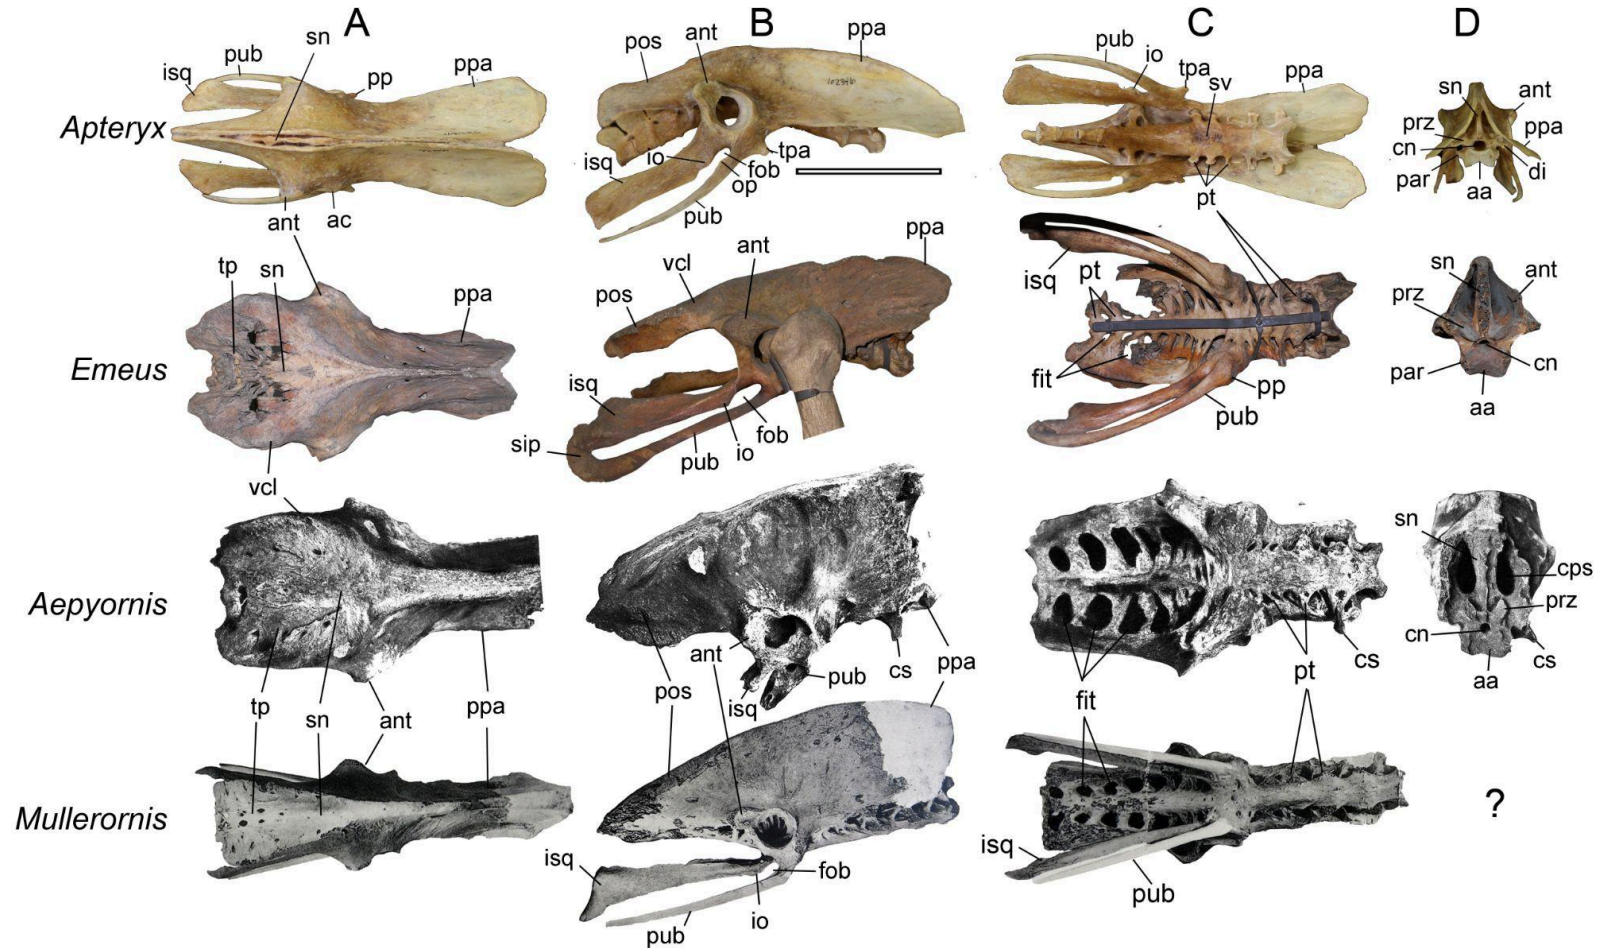 A
B
C
D
Apteryx
isq
pub
sn
pp
ppa
ant
ac
pos
ant
ppa
isq
io
fob
op
tpa
pub
pub
io
tpa
sv
ppa
pt
sn
ant
prz
cn
ppa
par
aa
di
Emeus
tp
sn
ppa
vcl
pos
vcl
ant
ppa
isq
sip
pub
io
fob
isq
pt
fit
pp
pub
sn
ant
prz
par
cn
aa
Aepyornis
tp
sn
ant
ppa
ant
pos
isq
pub
cs
ppa
fit
pt
cs
sn
cps
prz
cn
cs
aa
Mullerornis
isq
pub
io
fob
isq
pub
?